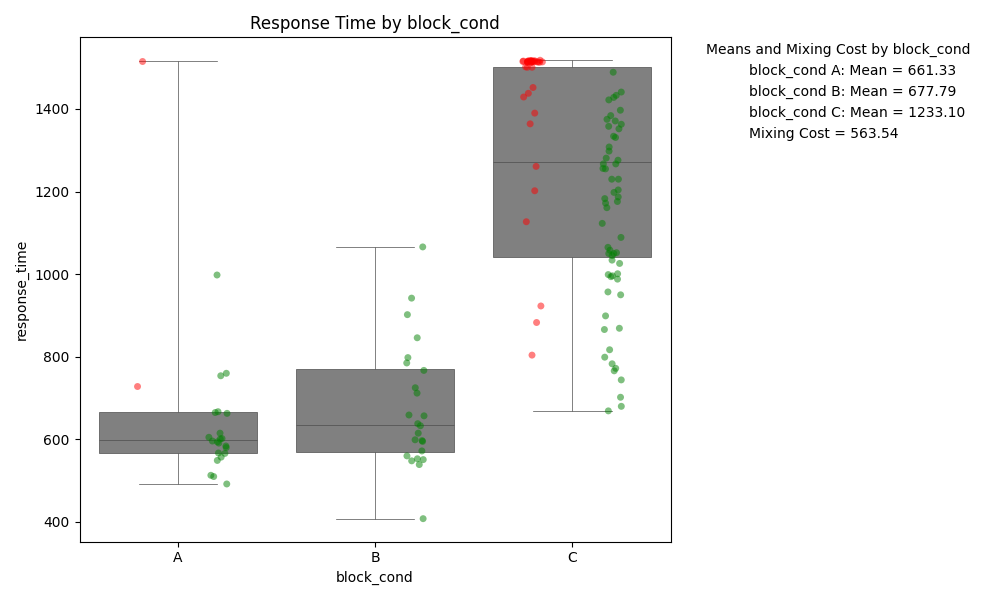 Response Time by block_cond
Means and Mixing Cost by block_cond
block_cond A: Mean = 661.33
block_cond B: Mean = 677.79
block_cond C: Mean = 1233.10
Mixing Cost = 563.54
response_time
1400
1200
1000
800
600
400
A
B
C
block_cond